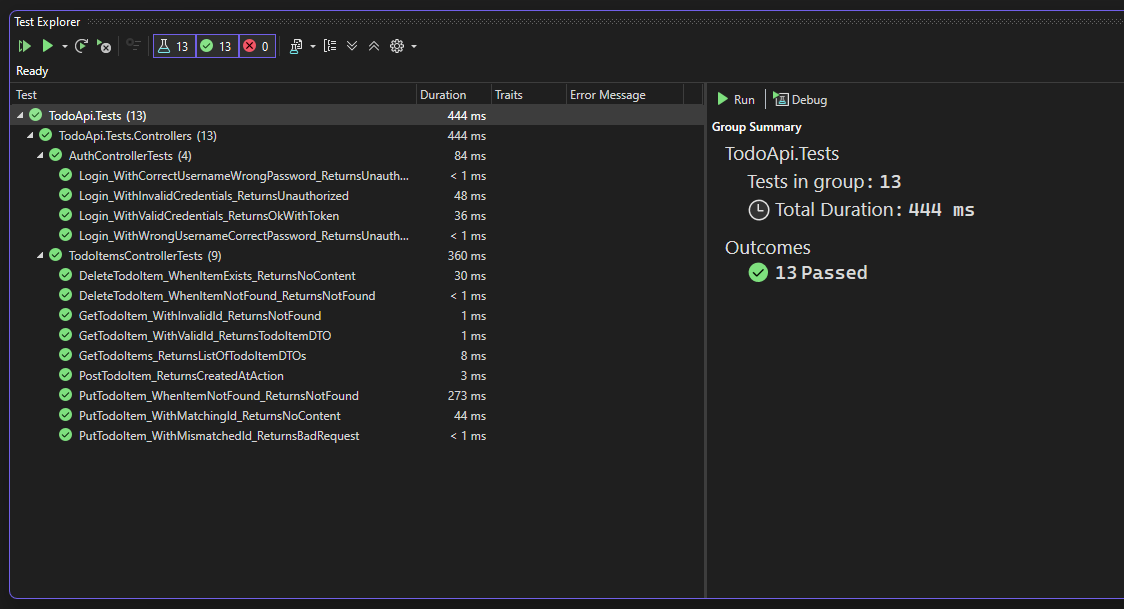 Test Explorer
13 13 0
Ready
Test Duration Traits Error Message
TodoApi.Tests (13) 444 ms
TodoApi.Tests.Controllers (13) 444 ms
AuthControllerTests (4) 84 ms
Login_WithCorrectUsernameWrongPassword_ReturnsUnauth... < 1 ms
Login_WithInvalidCredentials_ReturnsUnauthorized 48 ms
Login_WithValidCredentials_ReturnsOkWithToken 36 ms
Login_WithWrongUsernameCorrectPassword_ReturnsUnauth... < 1 ms
TodoItemsControllerTests (9) 360 ms
DeleteTodoItem_WhenItemExists_ReturnsNoContent 30 ms
DeleteTodoItem_WhenItemNotFound_ReturnsNotFound < 1 ms
GetTodoItem_WithInvalidId_ReturnsNotFound 1 ms
GetTodoItem_WithValidId_ReturnsTodoItemDTO 1 ms
GetTodoItems_ReturnsListOfTodoItemDTOs 8 ms
PostTodoItem_ReturnsCreatedAtAction 3 ms
PutTodoItem_WhenItemNotFound_ReturnsNotFound 273 ms
PutTodoItem_WithMatchingId_ReturnsNoContent 44 ms
PutTodoItem_WithMismatchedId_ReturnsBadRequest < 1 ms
Run Debug
Group Summary
TodoApi.Tests
Tests in group: 13
Total Duration: 444 ms
Outcomes
13 Passed